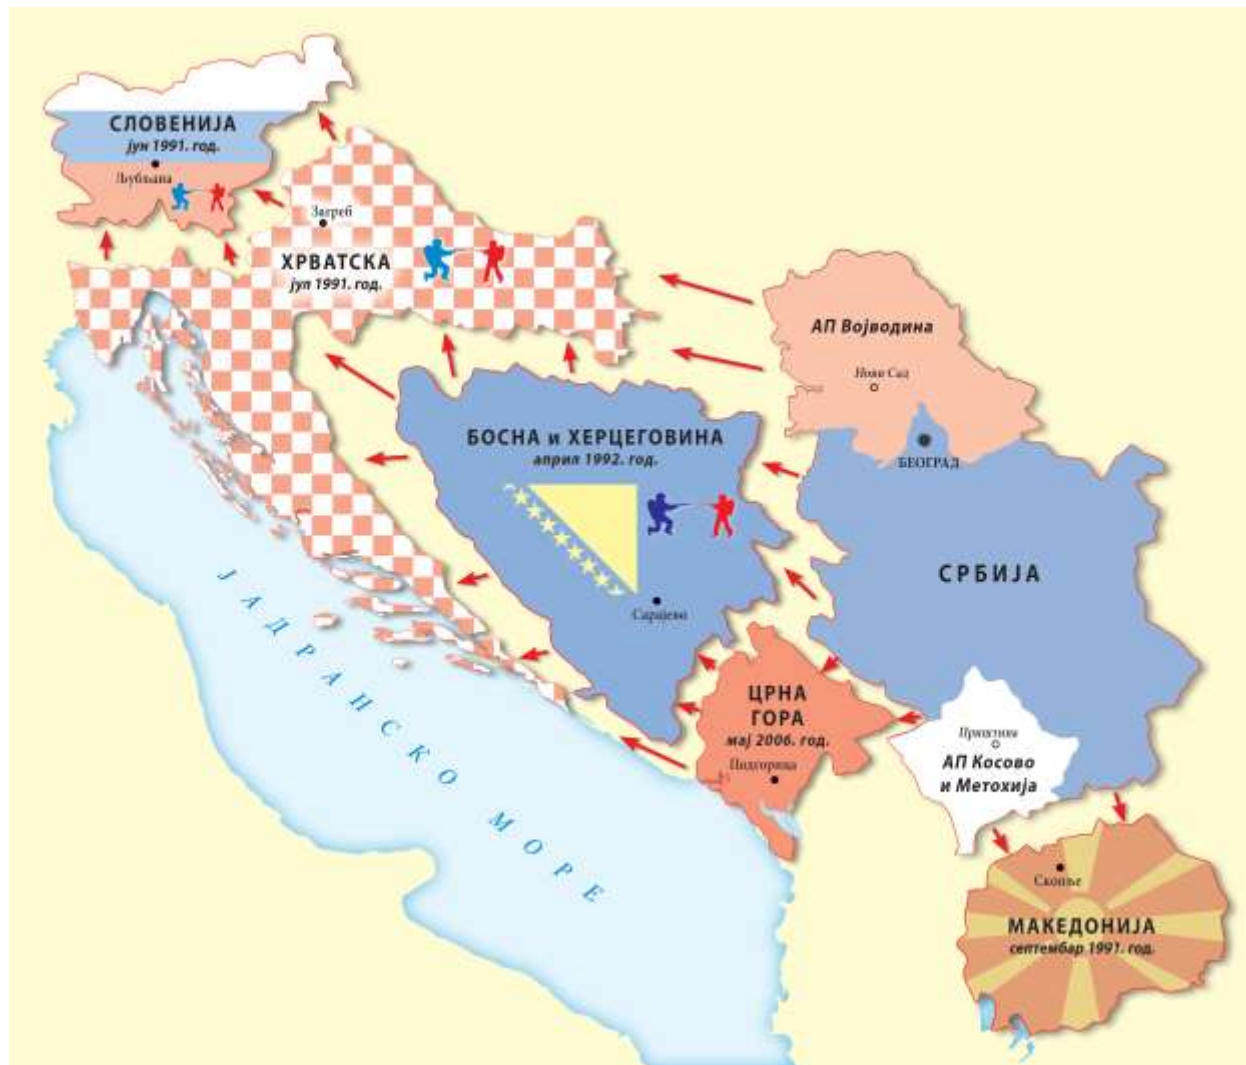 СЛОВЕНИЈА
јун 1991. год.
Љубљана
Загреб
ХРВАТСКА
јул 1991. год.
АП Војводина
Нови Сад
БЕОГРАД
БОСНА и ХЕРЦЕГОВИНА
април 1992. год.
Сарајево
СРБИЈА
ЦРНА
ГОРА
мај 2006. год.
Подгорица
Приштина
АП Косово
и Метохија
Скопље
МАКЕДОНИЈА
септембар 1991. год.
ЈАДРАНСКО МОРЕ